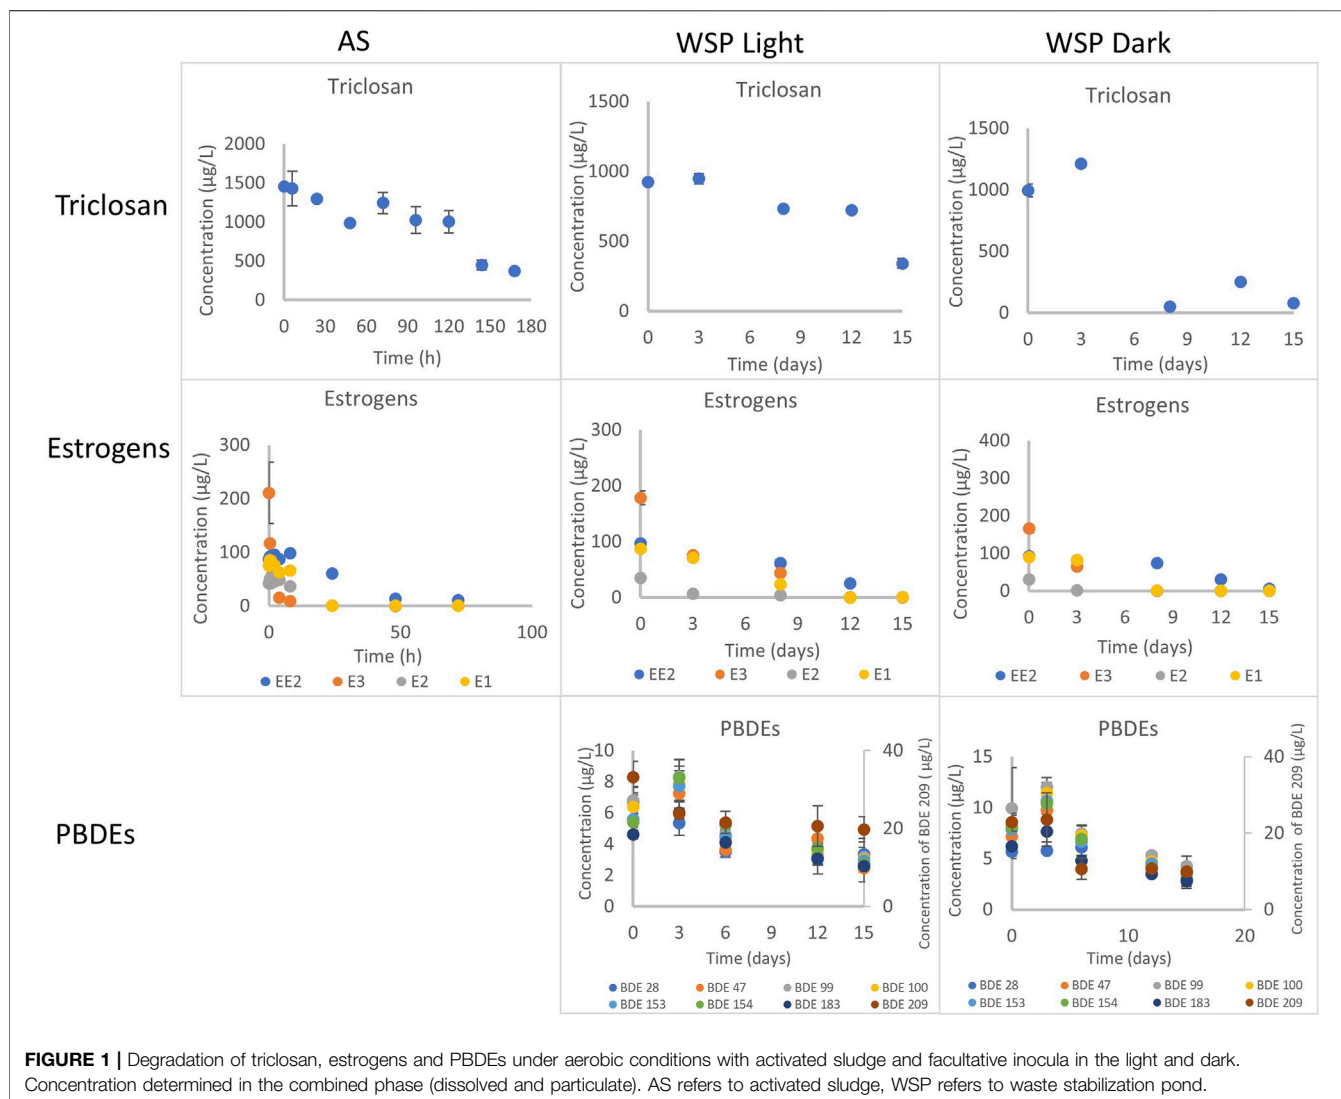 AS
WSP Light
WSP Dark
Triclosan
Triclosan
Concentration (µg/L)
2000
1500
1000
500
0
0 30 60 90 120 150 180
Time (h)
Triclosan
Concentration (µg/L)
1500
1000
500
0
0 3 6 9 12 15
Time (days)
Triclosan
Concentration (µg/L)
1500
1000
500
0
0 3 6 9 12 15
Time (days)
Estrogens
Estrogens
Concentration (µg/L)
300
200
100
0
0 50 100
Time (h)
EE2 E3 E2 E1
Estrogens
Concentration (µg/L)
300
200
100
0
0 3 6 9 12 15
Time (days)
EE2 E3 E2 E1
Estrogens
Concentration (µg/L)
400
300
200
100
0
0 3 6 9 12 15
Time (days)
EE2 E3 E2 E1
PBDEs
PBDEs
Concentrtaion (µg/L)
10
8
6
4
2
0
0 3 6 9 12 15
Time (days)
40
20
0
Concentration of BDE 209 (µg/L)
BDE 28 BDE 47 BDE 99 BDE 100
BDE 153 BDE 154 BDE 183 BDE 209
PBDEs
Concentration (µg/L)
15
10
5
0
0 10 20
Time (days)
40
20
0
Concentration of BDE 209 (µg/L)
BDE 28 BDE 47 BDE 99 BDE 100
BDE 153 BDE 154 BDE 183 BDE 209
FIGURE 1 | Degradation of triclosan, estrogens and PBDEs under aerobic conditions with activated sludge and facultative inocula in the light and dark.
Concentration determined in the combined phase (dissolved and particulate). AS refers to activated sludge, WSP refers to waste stabilization pond.